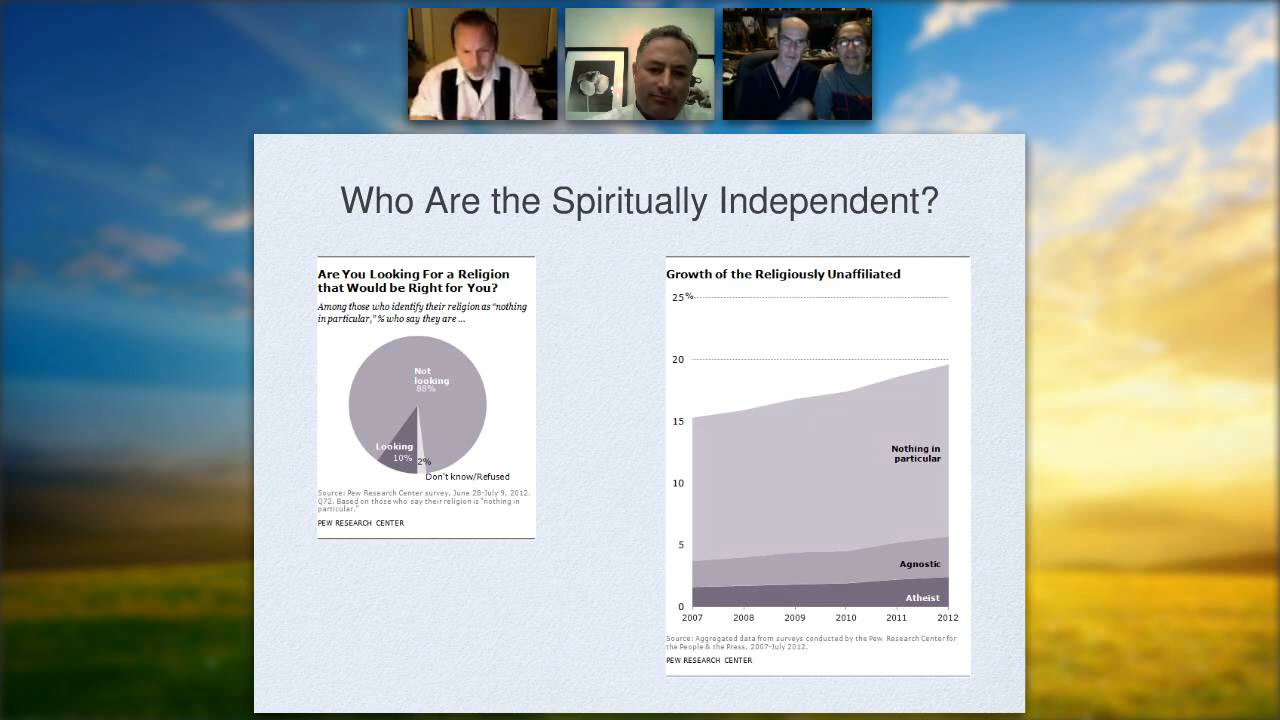 Who Are the Spiritually Independent?
Are You Looking For a Religion
that Would be Right for You?
Among those who identify their religion as “nothing
in particular,” % who say they are ...
Not
looking
88%
Looking
10%
2%
Don't know/Refused
Source: Pew Research Center survey. June 28-July 9, 2012.
Q72. Based on those who say their religion is "nothing in
particular."
PEW RESEARCH CENTER
Growth of the Religiously Unaffiliated
25%
20
15
10
5
0
Nothing in
particular
Agnostic
Atheist
2007 2008 2009 2010 2011 2012
Source: Aggregated data from surveys conducted by the Pew Research Center for
the People & the Press, 2007-July 2012.
PEW RESEARCH CENTER